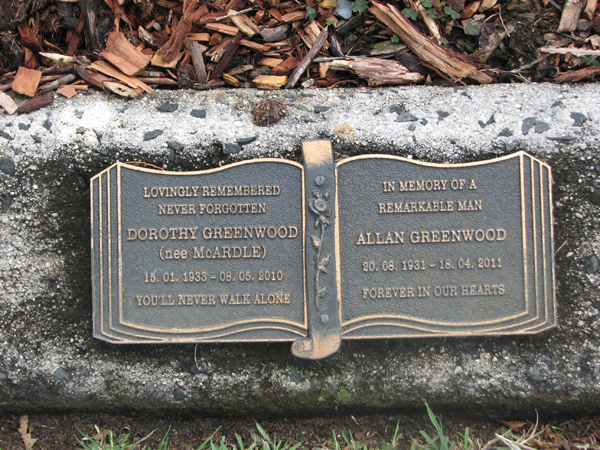 LOVINGLY REMEMBERED
NEVER FORGOTTEN
DOROTHY GREENWOOD
(nee McARDLE)
15. 01. 1933 - 08. 05. 2010
YOU'LL NEVER WALK ALONE
IN MEMORY OF A
REMARKABLE MAN
ALLAN GREENWOOD
20. 08. 1931 - 18. 04. 2011
FOREVER IN OUR HEARTS